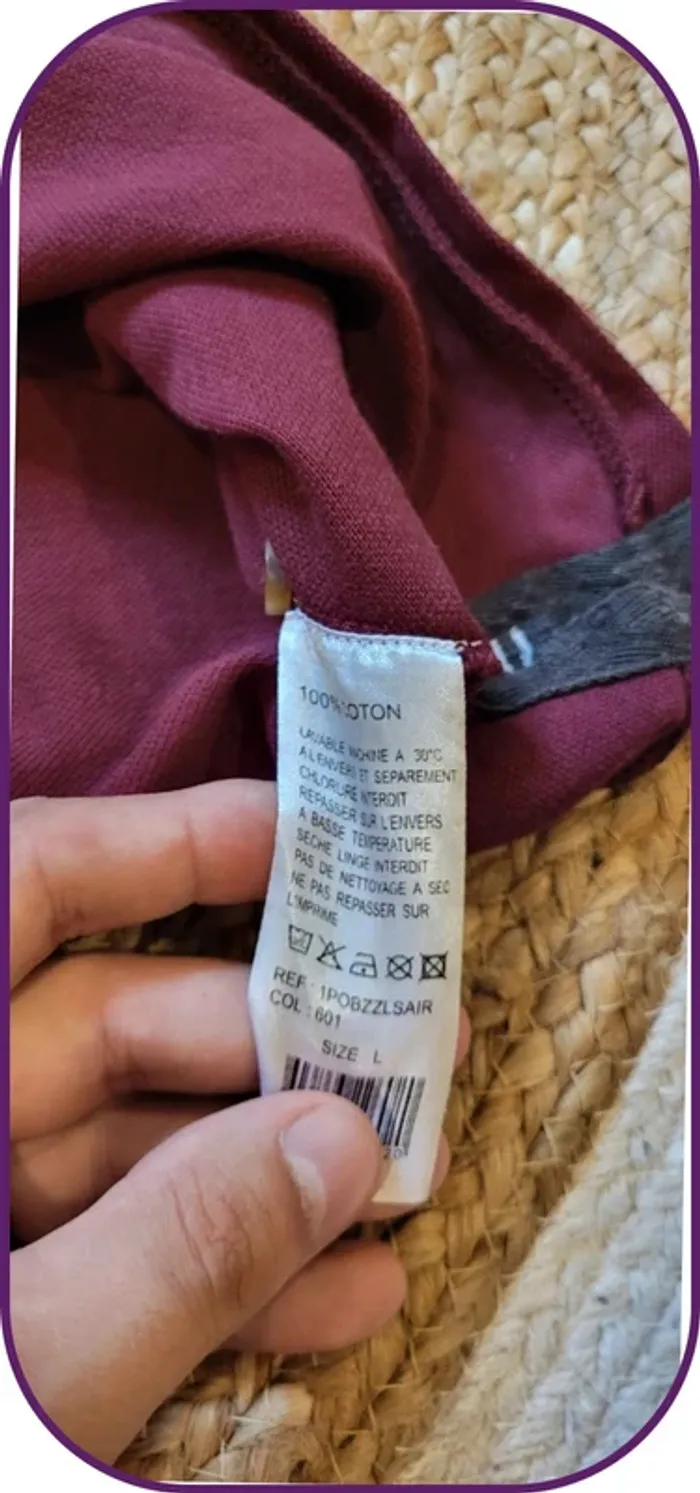 100% COTON
LAVABLE MACHINE A 30°C
A L'ENVERS ET SEPAREMENT
CHLORURE INTERDIT
REPASSER SUR L'ENVERS
A BASSE TEMPERATURE
SECHE LINGE INTERDIT
PAS DE NETTOYAGE A SEC
NE PAS REPASSER SUR
L'IMPRIME
REF : 1POBZZLSAIR
COL : 601
SIZE L
20